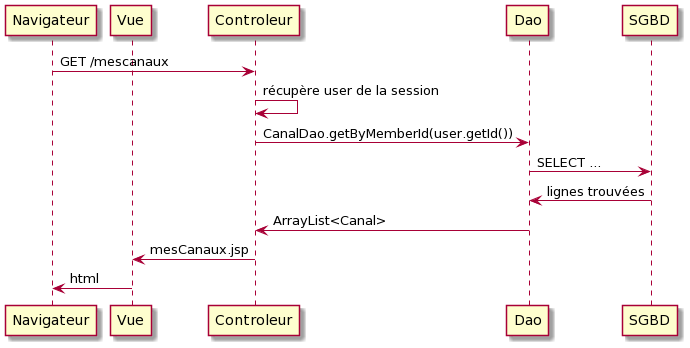 Navigateur Vue Controleur Dao SGBD
GET /mescanaux
récupère user de la session
CanalDao.getByMemberId(user.getId())
SELECT ...
lignes trouvées
ArrayList<Canal>
mesCanaux.jsp
html
Navigateur Vue Controleur Dao SGBD